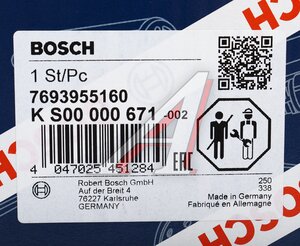 BOSCH
1 St/Pc
7693955160
K S00 000 671 -002
4 047025 451284
EAC
BOSCH
Robert Bosch GmbH
Auf der Breit 4
76227 Karlsruhe
GERMANY :
250
338
Made in Germany
Fabriqué en Allemagne